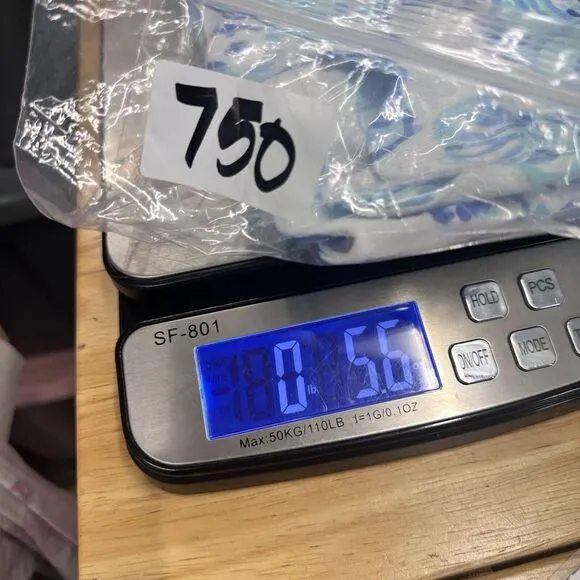 750
SF-801
0 lb 5.6
Max:50KG/110LB d=1G/0.1OZ
HOLD
PCS
ON/OFF
MODE